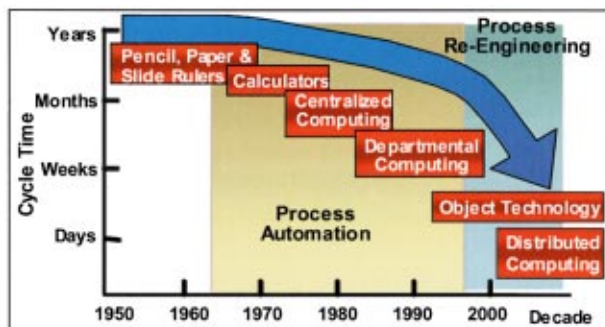 Process
Re-Engineering
Years
Pencil, Paper &
Slide Rulers
Calculators
Months
Centralized
Computing
Cycle Time
Departmental
Computing
Weeks
Object Technology
Process
Automation
Days
Distributed
Computing
1950 1960 1970 1980 1990 2000 Decade